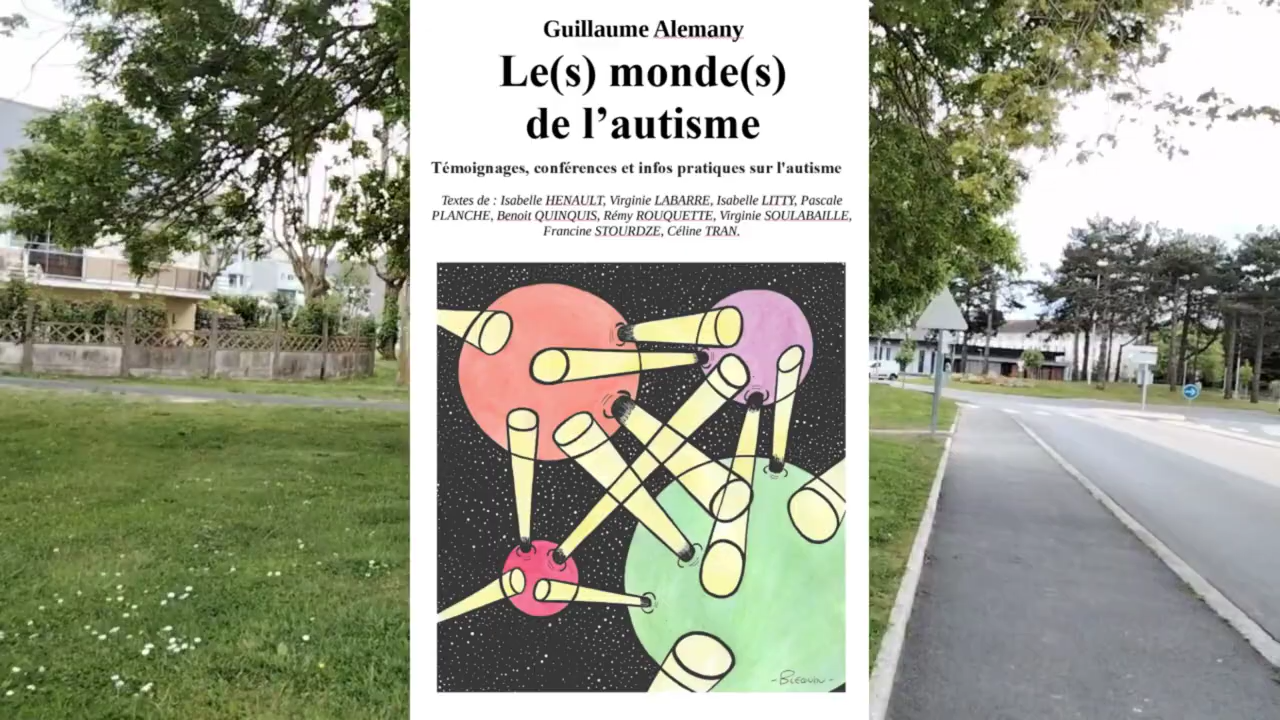 Guillaume Alemany
Le(s) monde(s)
de l’autisme
Témoignages, conférences et infos pratiques sur l'autisme
Textes de : Isabelle HENAULT, Virginie LABARRE, Isabelle LITTY, Pascale
PLANCHE, Benoit QUINQUIS, Rémy ROUQUETTE, Virginie SOULABAILLE,
Francine STOURDZE, Céline TRAN.
-BLEQUIN-